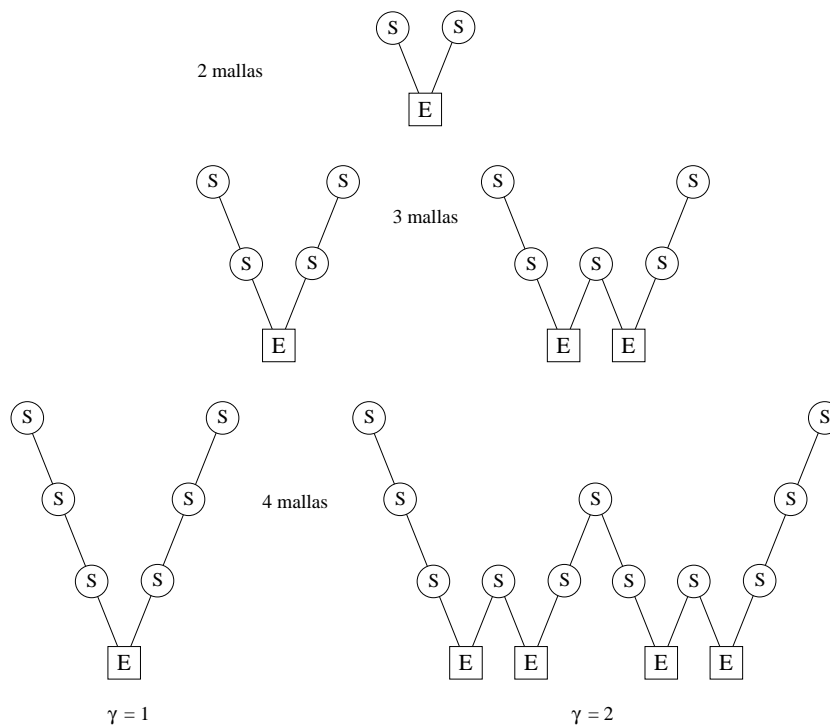 S S
2 mallas
E
S S S S
3 mallas
S S S S S
E E E
S S S S
S S S S S
4 mallas
S S S S S S S S
E E E E E
γ = 1 γ = 2